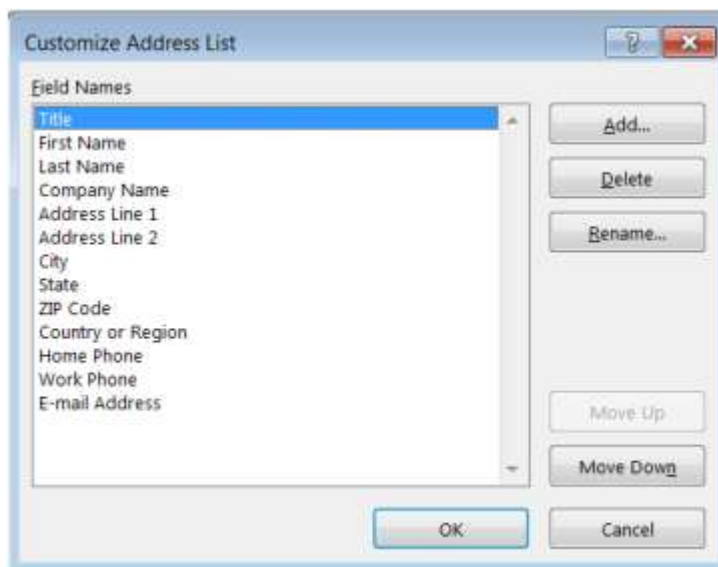 Customize Address List
Field Names
Title
First Name
Last Name
Company Name
Address Line 1
Address Line 2
City
State
ZIP Code
Country or Region
Home Phone
Work Phone
E-mail Address
Add...
Delete
Rename...
Move Up
Move Down
OK
Cancel